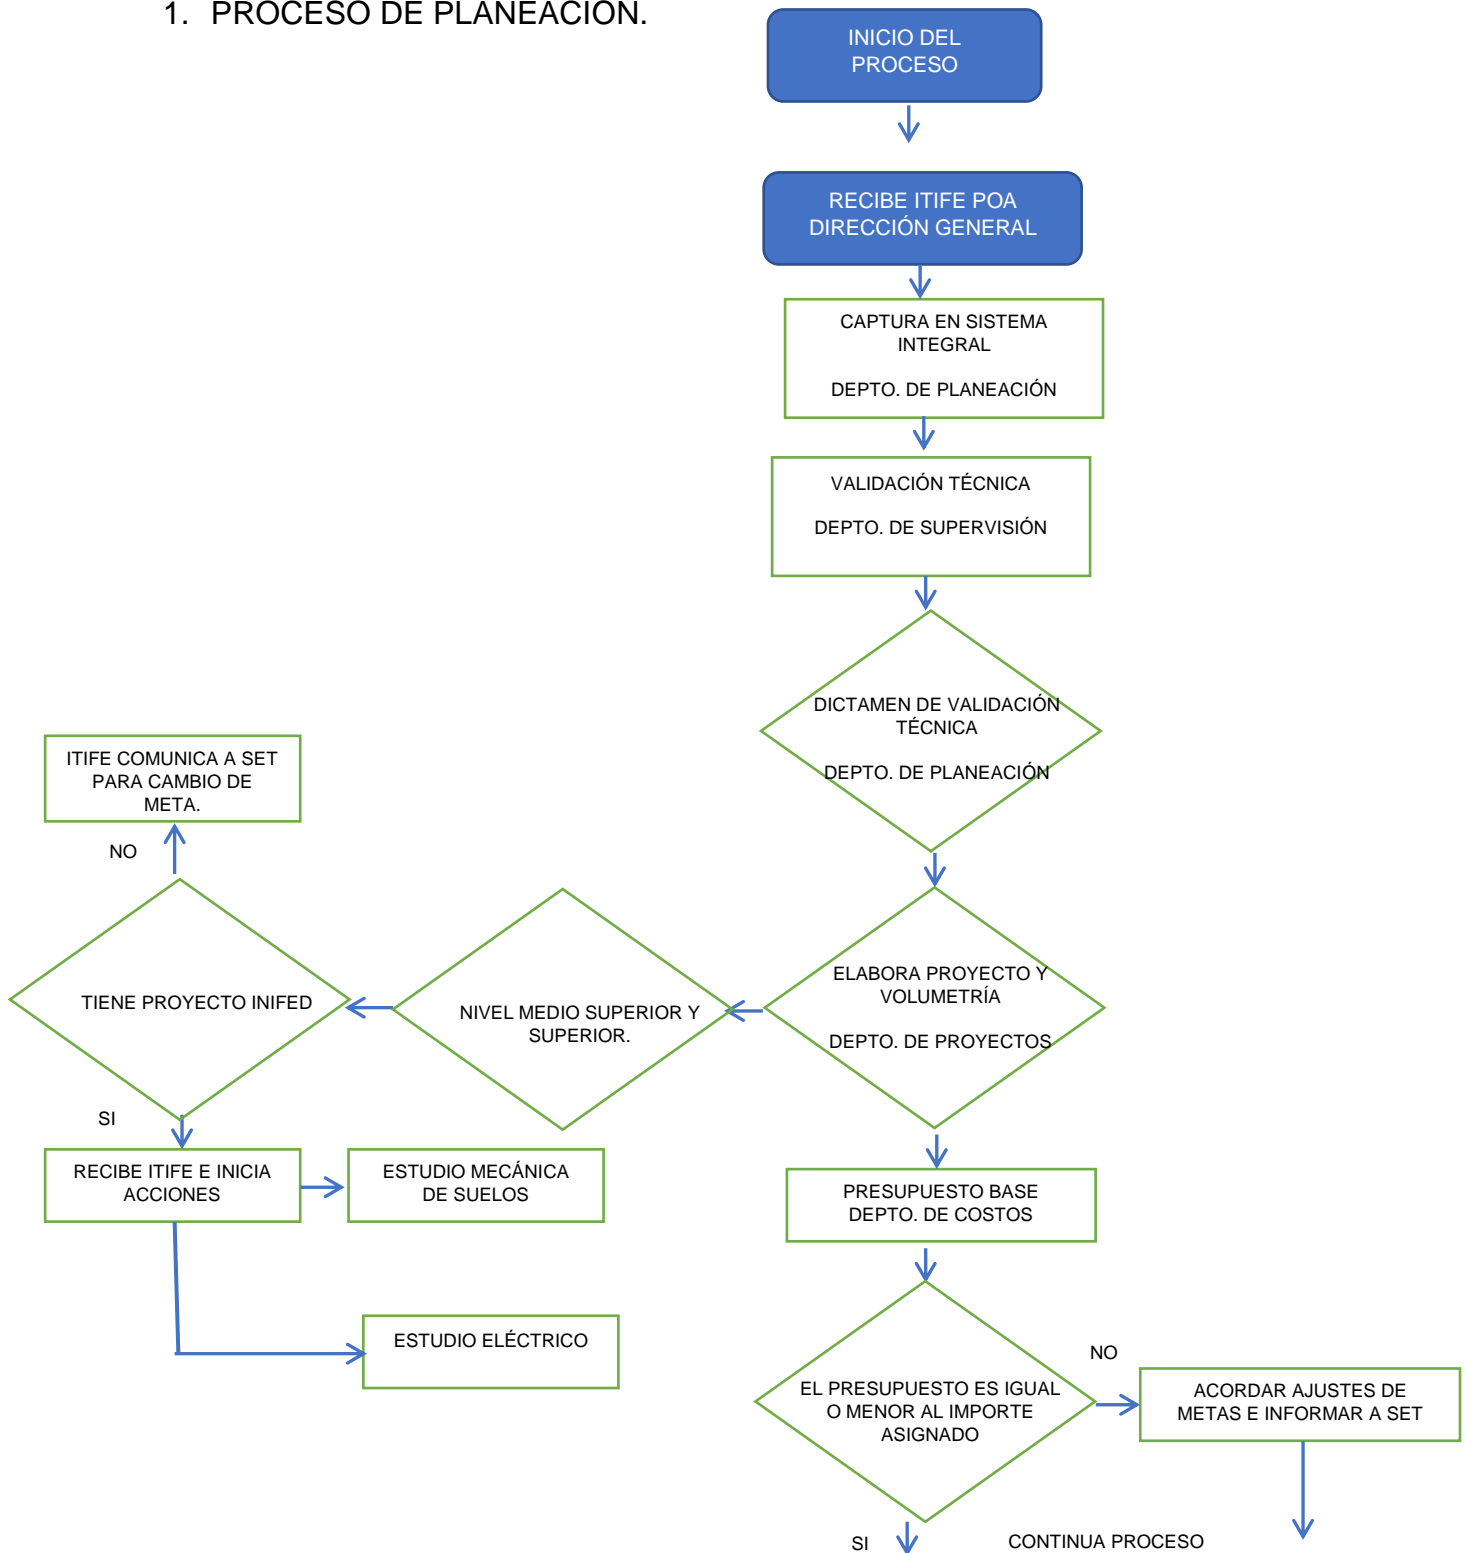 1. PROCESO DE PLANEACIÓN.
INICIO DEL
PROCESO
RECIBE ITIFE POA
DIRECCIÓN GENERAL
CAPTURA EN SISTEMA
INTEGRAL
DEPTO. DE PLANEACIÓN
VALIDACIÓN TÉCNICA
DEPTO. DE SUPERVISIÓN
DICTAMEN DE VALIDACIÓN
TÉCNICA
DEPTO. DE PLANEACIÓN
ITIFE COMUNICA A SET
PARA CAMBIO DE
META.
NO
TIENE PROYECTO INIFED
NIVEL MEDIO SUPERIOR Y
SUPERIOR.
ELABORA PROYECTO Y
VOLUMETRÍA
DEPTO. DE PROYECTOS
SI
RECIBE ITIFE E INICIA
ACCIONES
ESTUDIO MECÁNICA
DE SUELOS
PRESUPUESTO BASE
DEPTO. DE COSTOS
ESTUDIO ELÉCTRICO
EL PRESUPUESTO ES IGUAL
O MENOR AL IMPORTE
ASIGNADO
NO
ACORDAR AJUSTES DE
METAS E INFORMAR A SET
SI
CONTINUA PROCESO